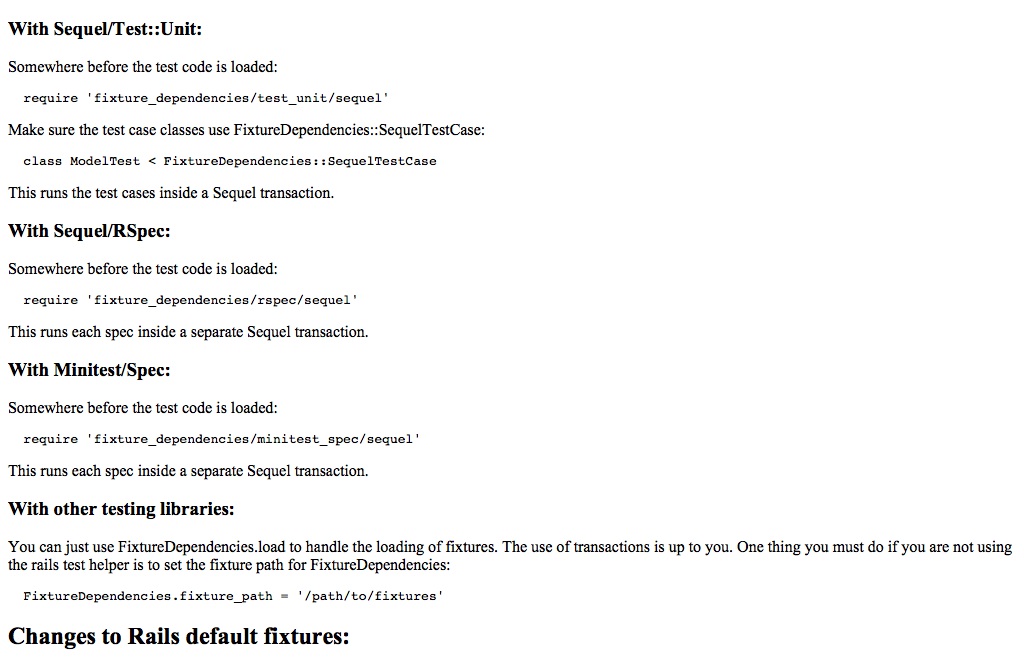 With Sequel/Test::Unit:
Somewhere before the test code is loaded:
require 'fixture_dependencies/test_unit/sequel'
Make sure the test case classes use FixtureDependencies::SequelTestCase:
class ModelTest < FixtureDependencies::SequelTestCase
This runs the test cases inside a Sequel transaction.
With Sequel/RSpec:
Somewhere before the test code is loaded:
require 'fixture_dependencies/rspec/sequel'
This runs each spec inside a separate Sequel transaction.
With Minitest/Spec:
Somewhere before the test code is loaded:
require 'fixture_dependencies/minitest_spec/sequel'
This runs each spec inside a separate Sequel transaction.
With other testing libraries:
You can just use FixtureDependencies.load to handle the loading of fixtures. The use of transactions is up to you. One thing you must do if you are not using
the rails test helper is to set the fixture path for FixtureDependencies:
FixtureDependencies.fixture_path = '/path/to/fixtures'
Changes to Rails default fixtures: